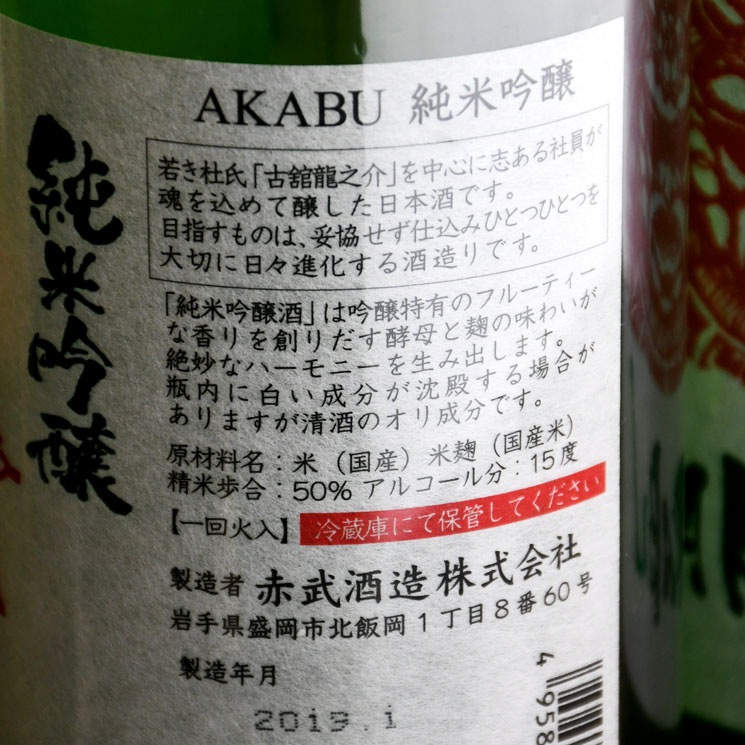 純米吟醸
AKABU 純米吟醸
若き杜氏「古舘龍之介」を中心に志ある社員が
魂を込めて醸した日本酒です。
目指すものは、妥協せず仕込みひとつひとつを
大切に日々進化する酒造りです。
「純米吟醸酒」は吟醸特有のフルーティー
な香りを創りだす酵母と麹の味わいが
絶妙なハーモニーを生み出します。
瓶内に白い成分が沈殿する場合が
ありますが清酒のオリ成分です。
原材料名：米（国産）米麹（国産米）
精米歩合：50% アルコール分：15度
【一回火入】 冷蔵庫にて保管してください
製造者 赤武酒造株式会社
岩手県盛岡市北飯岡1丁目8番60号
製造年月
2019.1
4 958